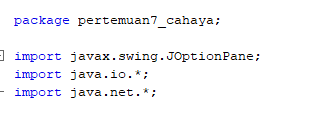 package pertemuan7_cahaya;
import javax.swing.JOptionPane;
import java.io.*;
import java.net.*;